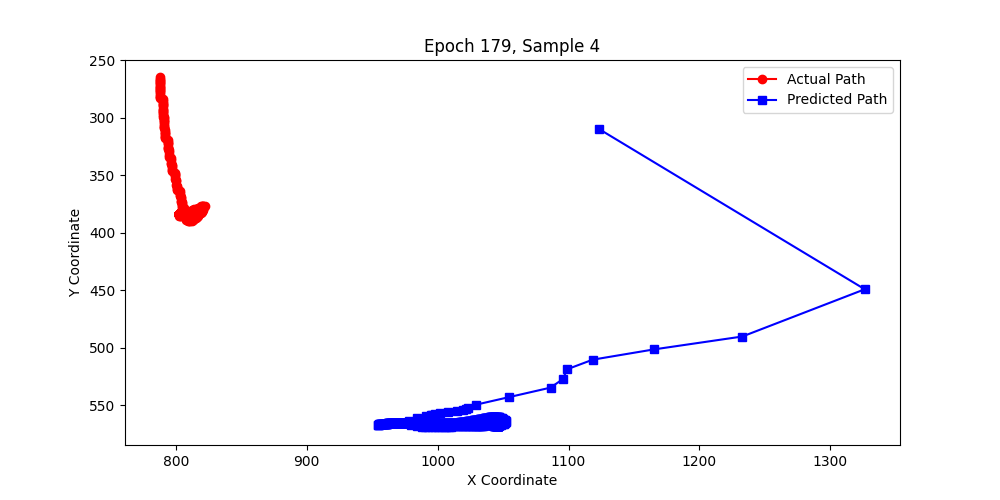 Epoch 179, Sample 4
Actual Path
Predicted Path
Y Coordinate
250
300
350
400
450
500
550
800
900
1000
1100
1200
1300
X Coordinate